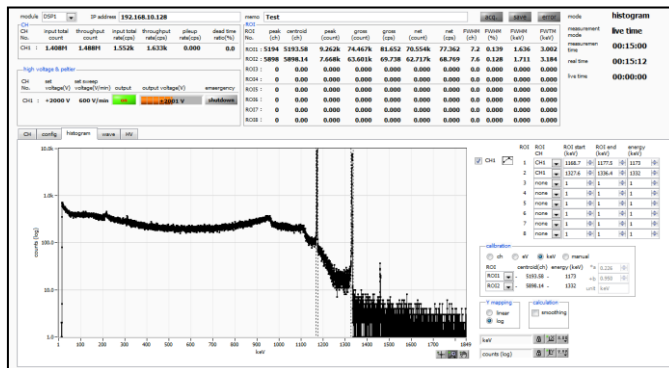 module DSP1 IP address 192.168.10.128
memo Test
acq. save error
mode histogram
measurement mode live time
measuremen time 00:15:00
real time 00:15:12
live time 00:00:00
CH
CH No. input total count throughput count input total rate(cps) throughput rate(cps) pileup rate(cps) dead time ratio(%)
CH1 : 1.408M 1.488M 1.552k 1.633k 0.000 0.0
high voltage & peltier
CH No. set voltage(V) set sweep voltage(V/min) output output voltage(V) emergency
CH1 : +2000 V 600 V/min +2001 V shutdown
ROI
ROI No. peak (ch) centroid (ch) peak (count) gross (count) gross (cps) net (count) net (cps) FWHM (ch) FWHM (%) FWHM (keV) FWTM (keV)
ROI1 : 5194 5193.58 9.262k 74.467k 81.652 70.554k 77.362 7.2 0.139 1.636 3.002
ROI2 : 5898 5898.14 7.668k 63.601k 69.738 62.717k 68.769 7.6 0.128 1.711 3.184
ROI3 : 0 0.00 0.000 0.000 0.000 0.000 0.000 0.0 0.000 0.000 0.000
ROI4 : 0 0.00 0.000 0.000 0.000 0.000 0.000 0.0 0.000 0.000 0.000
ROI5 : 0 0.00 0.000 0.000 0.000 0.000 0.000 0.0 0.000 0.000 0.000
ROI6 : 0 0.00 0.000 0.000 0.000 0.000 0.000 0.0 0.000 0.000 0.000
ROI7 : 0 0.00 0.000 0.000 0.000 0.000 0.000 0.0 0.000 0.000 0.000
ROI8 : 0 0.00 0.000 0.000 0.000 0.000 0.000 0.0 0.000 0.000 0.000
CH config histogram wave HV
10.0k
1.0k
100.0
10.0
1.0
counts (log)
1 100 200 300 400 500 600 700 800 900 1000 1100 1200 1300 1400 1500 1600 1700 1849
keV
CH1
ROI ROI CH ROI start (keV) ROI end (keV) energy (keV)
1 CH1 1168.7 1177.5 1173
2 CH1 1327.6 1336.4 1332
3 none 1 1 1
4 none 1 1 1
5 none 1 1 1
6 none 1 1 1
7 none 1 1 1
8 none 1 1 1
calibration
ch eV keV manual
ROI centroid(ch) energy (keV)
ROI1 - 5193.58 - 1173
ROI2 - 5898.14 - 1332
unit keV
Y mapping
linear
log
calculation
smoothing
keV
counts (log)